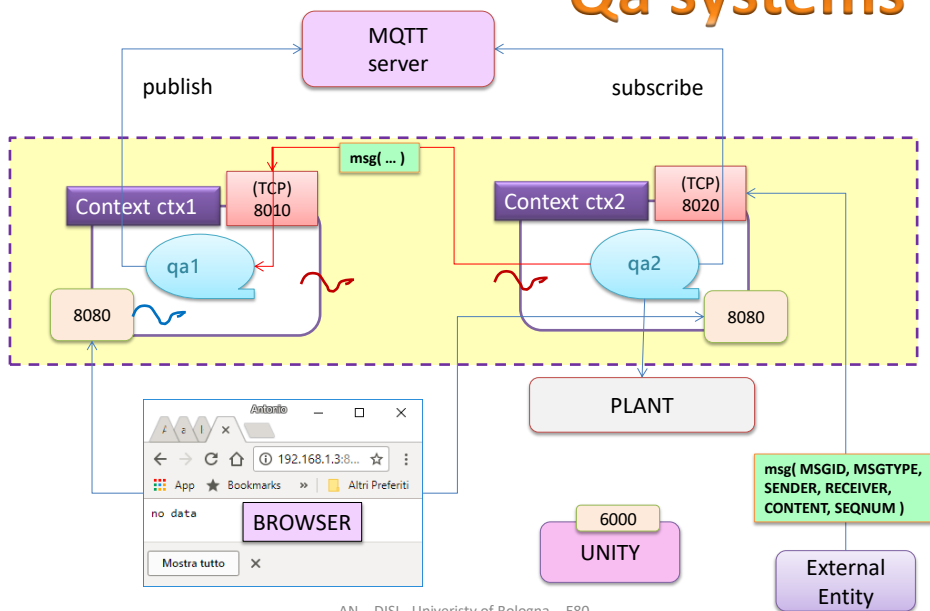 Qa systems
MQTT
server
publish
subscribe
msg( ... )
(TCP)
8010
(TCP)
8020
Context ctx1
Context ctx2
qa1
qa2
8080
8080
PLANT
Antonio
192.168.1.3:8...
App
Bookmarks
»
Altri Preferiti
no data
BROWSER
Mostra tutto
msg( MSGID, MSGTYPE,
SENDER, RECEIVER,
CONTENT, SEQNUM )
6000
UNITY
External
Entity
AN - DISI - Univeristy of Bologna - F80